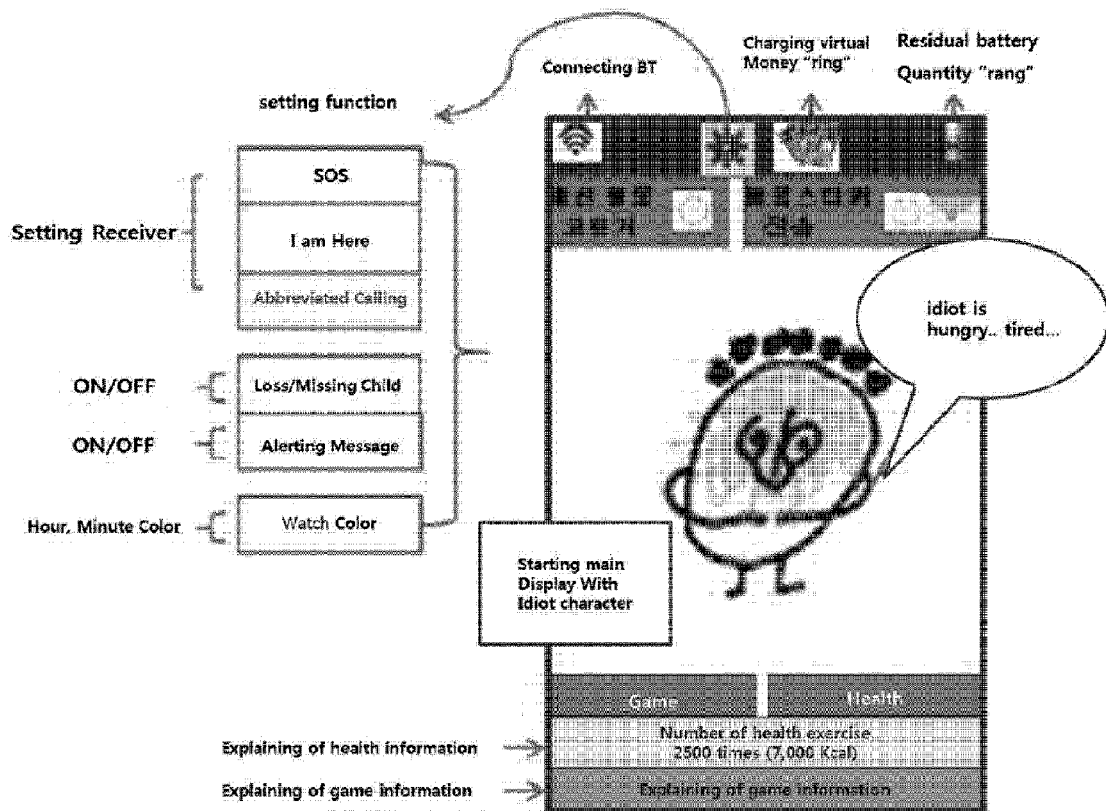 Charging virtual
Money "ring"
Residual battery
Quantity "rang"
Connecting BT
setting function
SOS
Setting Receiver
I am Here
Abbreviated Calling
idiot is
hungry.. tired...
ON/OFF
Loss/Missing Child
ON/OFF
Alerting Message
Hour, Minute Color
Watch Color
Starting main
Display With
Idiot character
Game
Health
Number of health exercise
2500 times (7,000 Kcal)
Explaining of health information
Explaining of game information
Explaining of game information